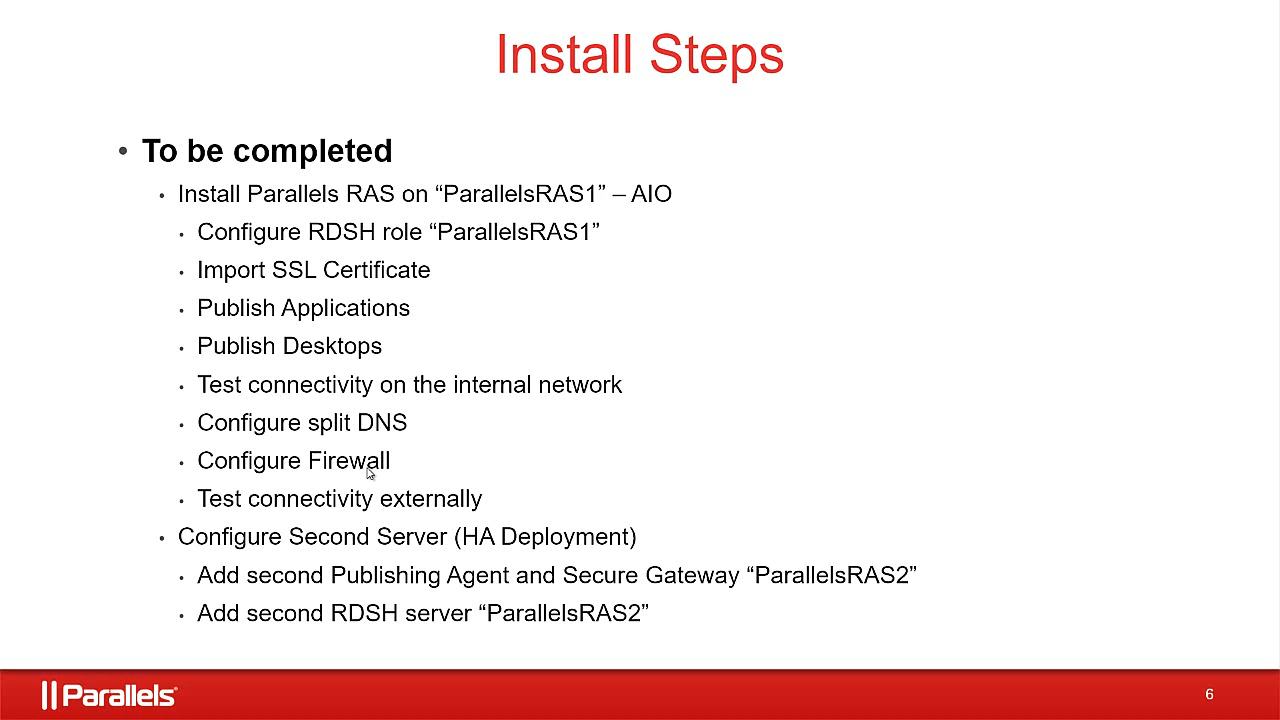 Install Steps
• To be completed
• Install Parallels RAS on “ParallelsRAS1” – AIO
• Configure RDSH role “ParallelsRAS1”
• Import SSL Certificate
• Publish Applications
• Publish Desktops
• Test connectivity on the internal network
• Configure split DNS
• Configure Firewall
• Test connectivity externally
• Configure Second Server (HA Deployment)
• Add second Publishing Agent and Secure Gateway “ParallelsRAS2”
• Add second RDSH server “ParallelsRAS2”
Parallels®
6